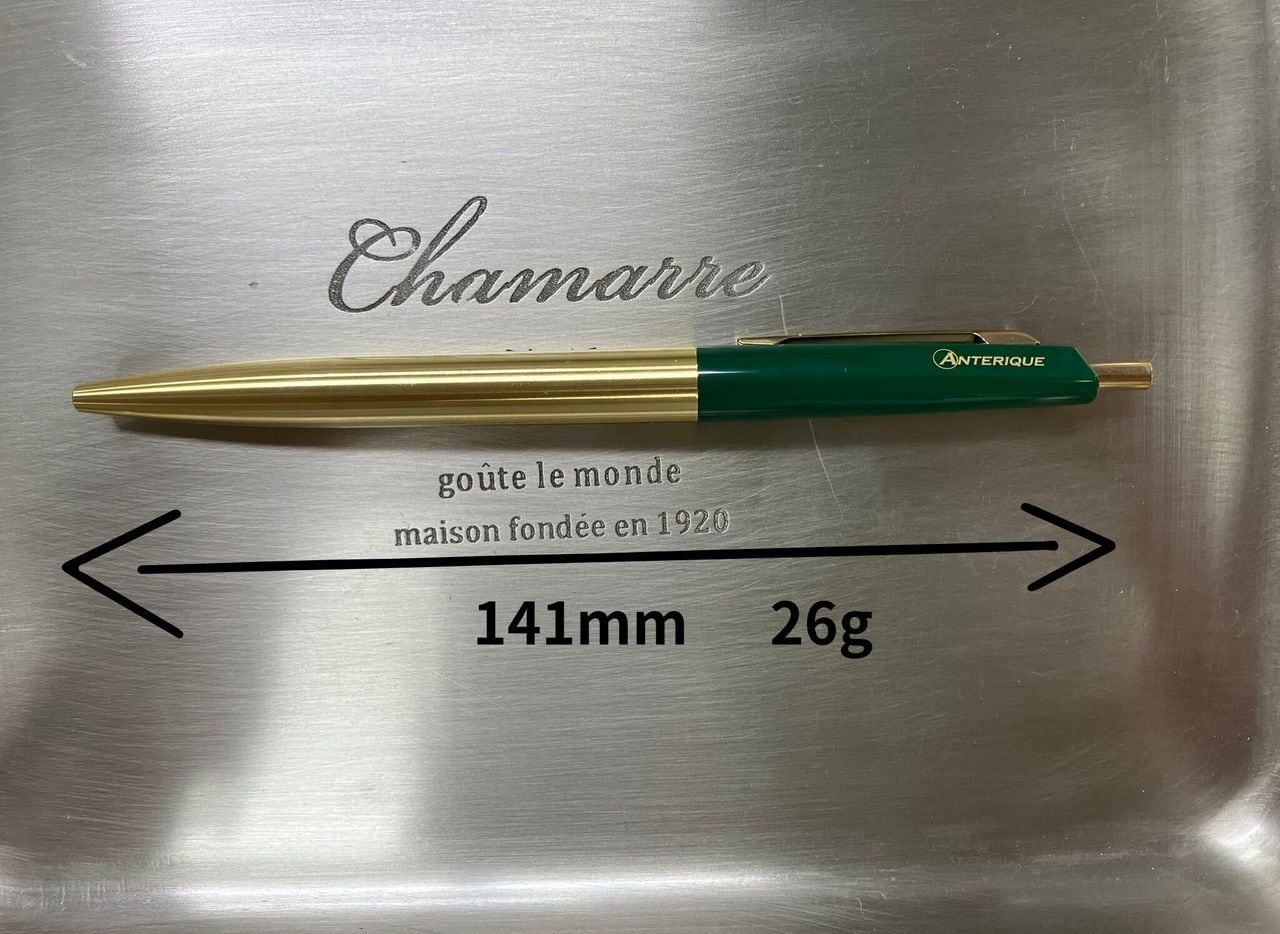 Chamarre
ANTERIQUE
goûte le monde
maison fondée en 1920
141mm 26g